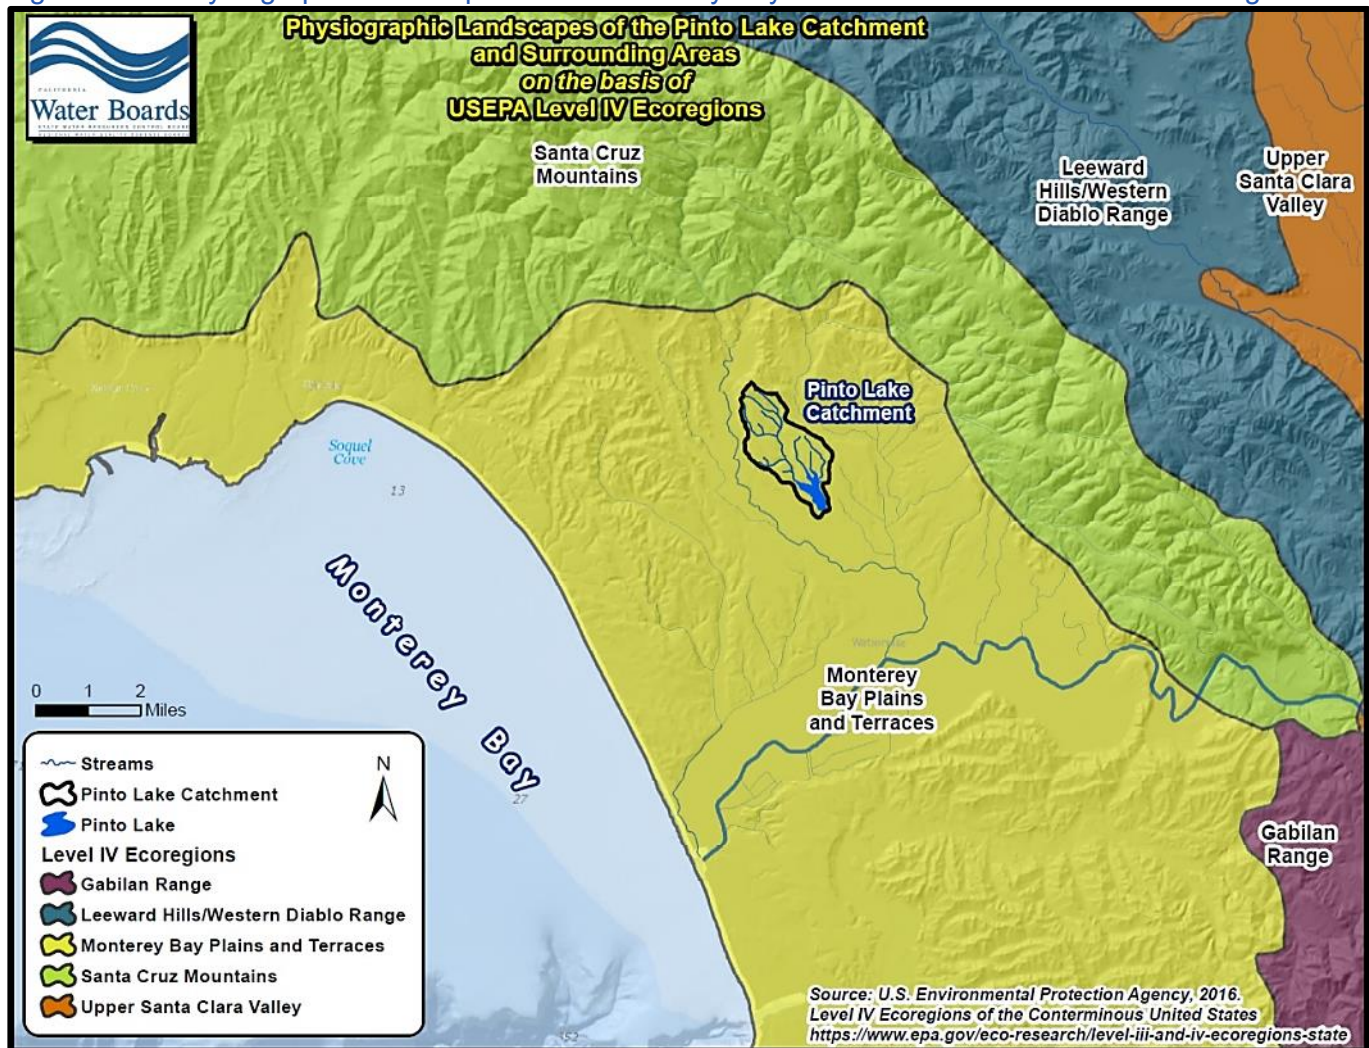 Physiographic Landscapes of the Pinto Lake Catchment
and Surrounding Areas
on the basis of
USEPA Level IV Ecoregions
CALIFORNIA
Water Boards
Santa Cruz
Mountains
Leeward
Hills/Western
Diablo Range
Upper
Santa Clara
Valley
Pinto Lake
Catchment
Soquel
Cove
13
Monterey Bay
27
Monterey
Bay Plains
and Terraces
Gabilan
Range
0 1 2
Miles
Streams
N
Pinto Lake Catchment
Pinto Lake
Level IV Ecoregions
Gabilan Range
Leeward Hills/Western Diablo Range
Monterey Bay Plains and Terraces
Santa Cruz Mountains
Upper Santa Clara Valley
Source: U.S. Environmental Protection Agency, 2016.
Level IV Ecoregions of the Conterminous United States
https://www.epa.gov/eco-research/level-iii-and-iv-ecoregions-state